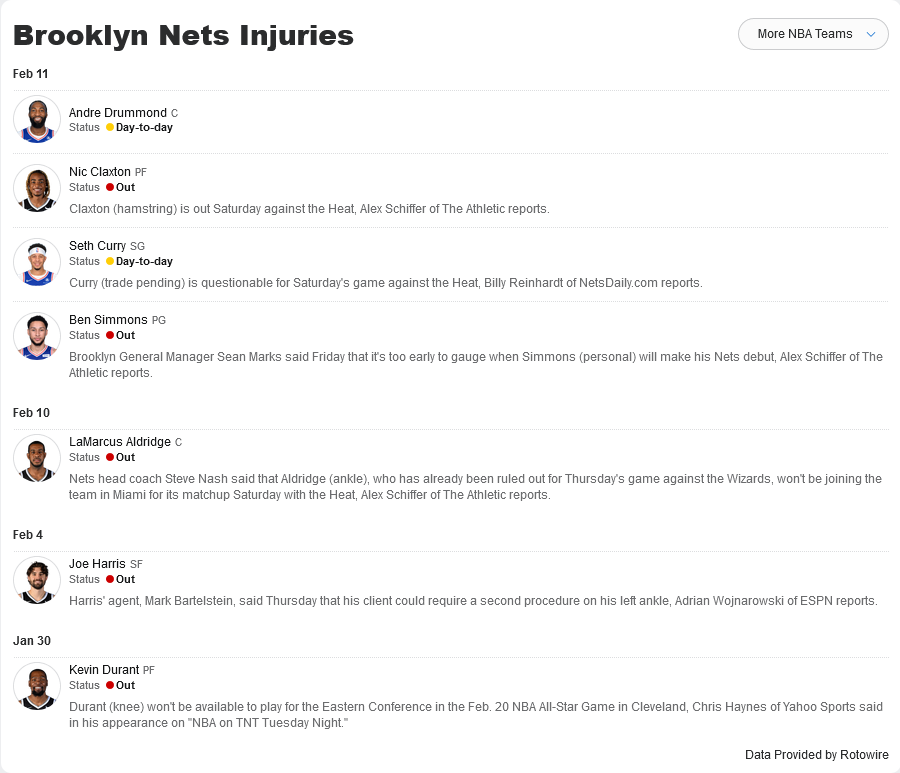 Brooklyn Nets Injuries
More NBA Teams
Feb 11
Andre Drummond C
Status Day-to-day
Nic Claxton PF
Status Out
Claxton (hamstring) is out Saturday against the Heat, Alex Schiffer of The Athletic reports.
Seth Curry SG
Status Day-to-day
Curry (trade pending) is questionable for Saturday's game against the Heat, Billy Reinhardt of NetsDaily.com reports.
Ben Simmons PG
Status Out
Brooklyn General Manager Sean Marks said Friday that it's too early to gauge when Simmons (personal) will make his Nets debut, Alex Schiffer of The
Athletic reports.
Feb 10
LaMarcus Aldridge C
Status Out
Nets head coach Steve Nash said that Aldridge (ankle), who has already been ruled out for Thursday's game against the Wizards, won't be joining the
team in Miami for its matchup Saturday with the Heat, Alex Schiffer of The Athletic reports.
Feb 4
Joe Harris SF
Status Out
Harris' agent, Mark Bartelstein, said Thursday that his client could require a second procedure on his left ankle, Adrian Wojnarowski of ESPN reports.
Jan 30
Kevin Durant PF
Status Out
Durant (knee) won't be available to play for the Eastern Conference in the Feb. 20 NBA All-Star Game in Cleveland, Chris Haynes of Yahoo Sports said
in his appearance on "NBA on TNT Tuesday Night."
Data Provided by Rotowire